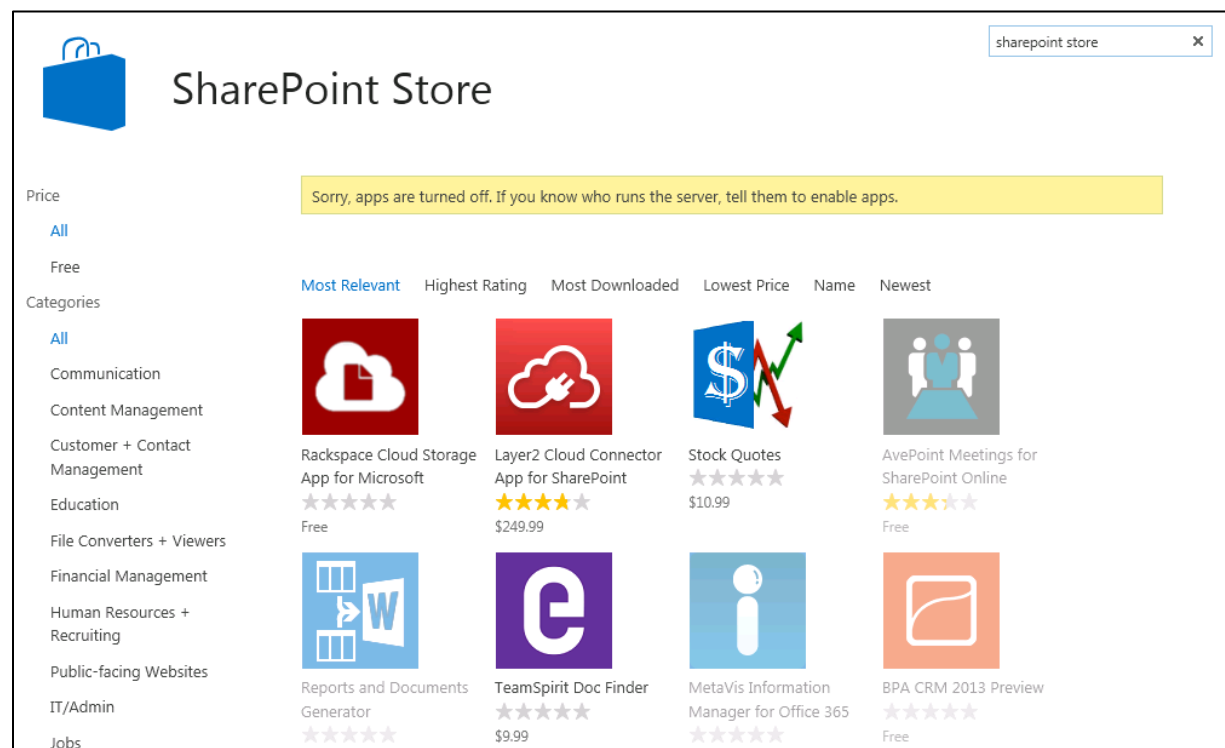 sharepoint store
SharePoint Store
Price
All
Free
Categories
All
Communication
Content Management
Customer + Contact
Management
Education
File Converters + Viewers
Financial Management
Human Resources +
Recruiting
Public-facing Websites
IT/Admin
Jobs
Sorry, apps are turned off. If you know who runs the server, tell them to enable apps.
Most Relevant Highest Rating Most Downloaded Lowest Price Name Newest
Rackspace Cloud Storage
App for Microsoft
Free
Layer2 Cloud Connector
App for SharePoint
$249.99
$
Stock Quotes
$10.99
AvePoint Meetings for
SharePoint Online
Free
W
Reports and Documents
Generator
e
TeamSpirit Doc Finder
$9.99
i
MetaVis Information
Manager for Office 365
BPA CRM 2013 Preview
Free